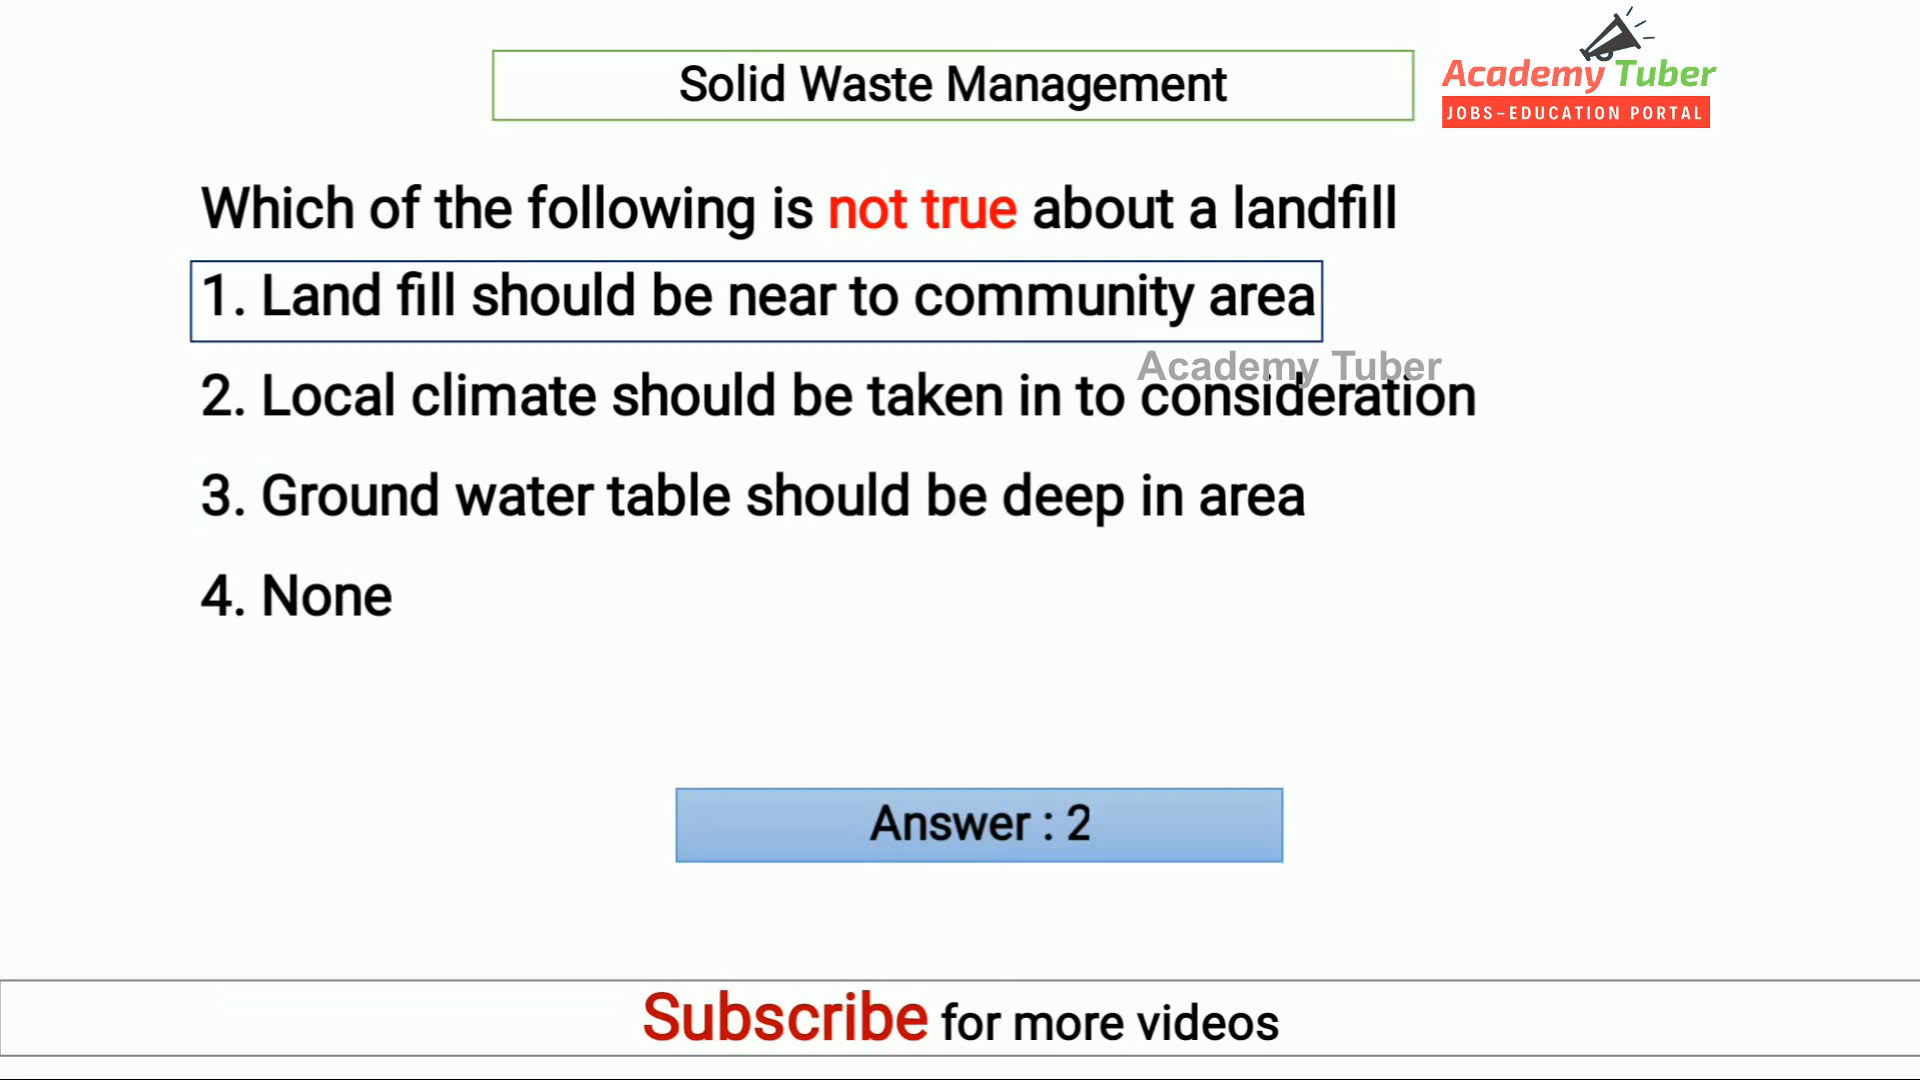 Solid Waste Management
Academy Tuber
JOBS-EDUCATION PORTAL
Which of the following is not true about a landfill
1. Land fill should be near to community area
Academy Tuber
2. Local climate should be taken in to consideration
3. Ground water table should be deep in area
4. None
Answer : 2
Subscribe for more videos